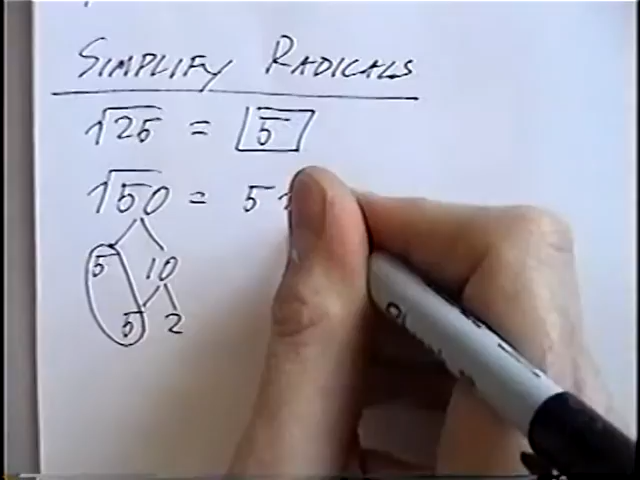 SIMPLIFY RADICALS
√25 = 5
√50 = 5
5 10
5 2